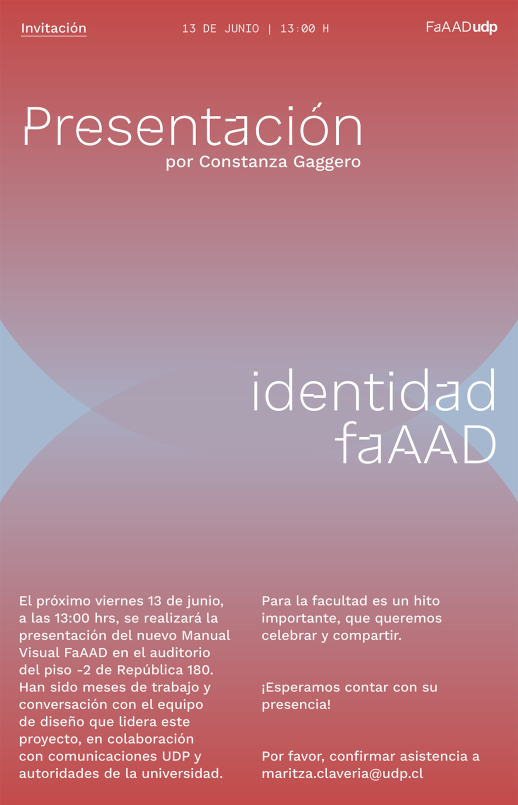 Invitación
13 DE JUNIO | 13:00 H
FaAADudp
Presentación
por Constanza Gaggero
identidad
faAAD
El próximo viernes 13 de junio,
a las 13:00 hrs, se realizará la
presentación del nuevo Manual
Visual FaAAD en el auditorio
del piso -2 de República 180.
Han sido meses de trabajo y
conversación con el equipo
de diseño que lidera este
proyecto, en colaboración
con comunicaciones UDP y
autoridades de la universidad.
Para la facultad es un hito
importante, que queremos
celebrar y compartir.
¡Esperamos contar con su
presencia!
Por favor, confirmar asistencia a
maritza.claveria@udp.cl